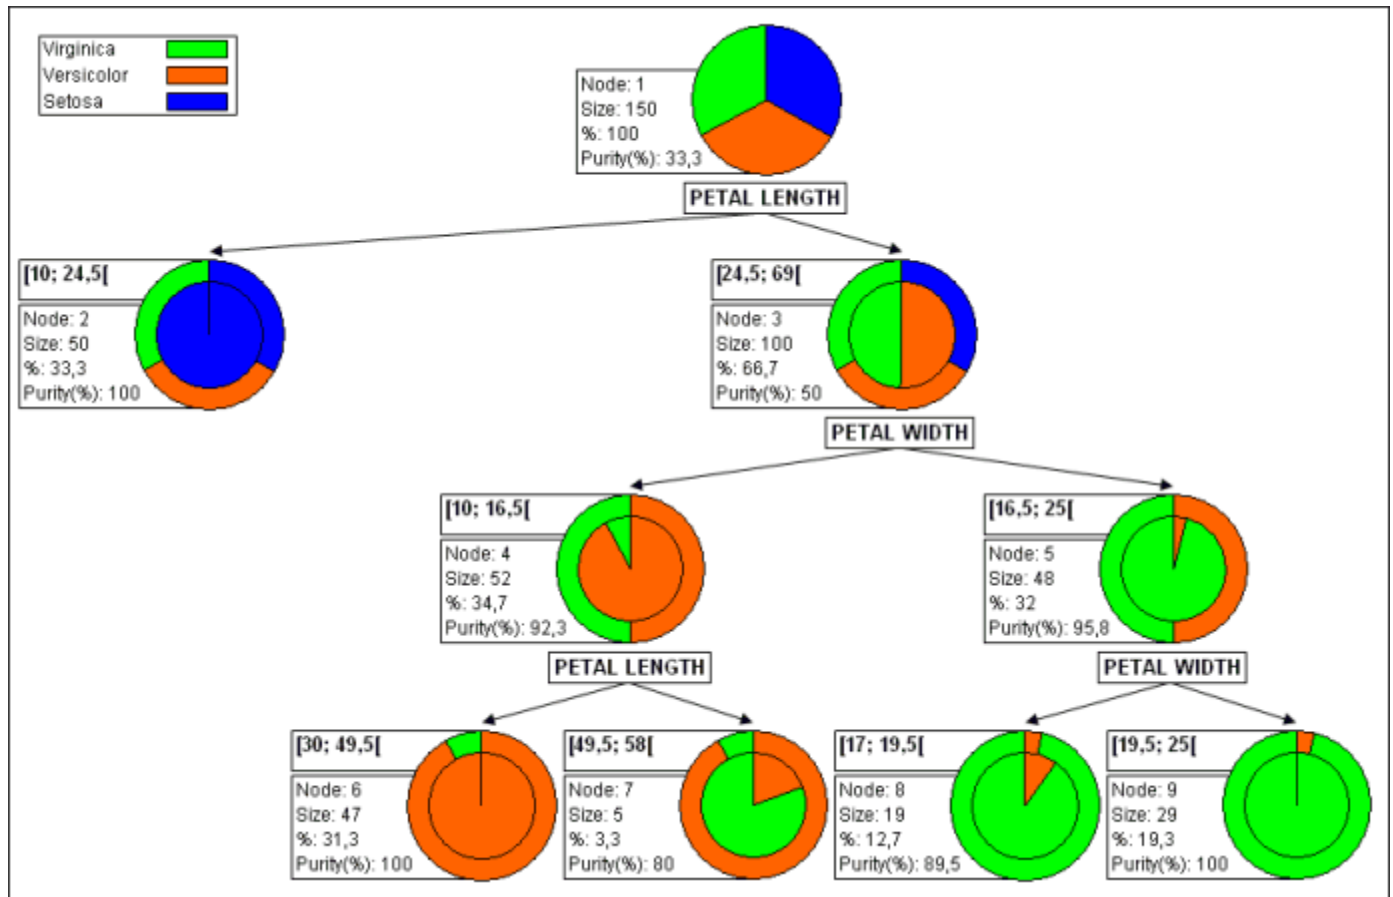 Virginica
Versicolor
Setosa
Node: 1
Size: 150
%: 100
Purity(%): 33,3
PETAL LENGTH
[10; 24,5[
Node: 2
Size: 50
%: 33,3
Purity(%): 100
[24,5; 69[
Node: 3
Size: 100
%: 66,7
Purity(%): 50
PETAL WIDTH
[10; 16,5[
Node: 4
Size: 52
%: 34,7
Purity(%): 92,3
PETAL LENGTH
[16,5; 25[
Node: 5
Size: 48
%: 32
Purity(%): 95,8
PETAL WIDTH
[30; 49,5[
Node: 6
Size: 47
%: 31,3
Purity(%): 100
[49,5; 58[
Node: 7
Size: 5
%: 3,3
Purity(%): 80
[17; 19,5[
Node: 8
Size: 19
%: 12,7
Purity(%): 89,5
[19,5; 25[
Node: 9
Size: 29
%: 19,3
Purity(%): 100